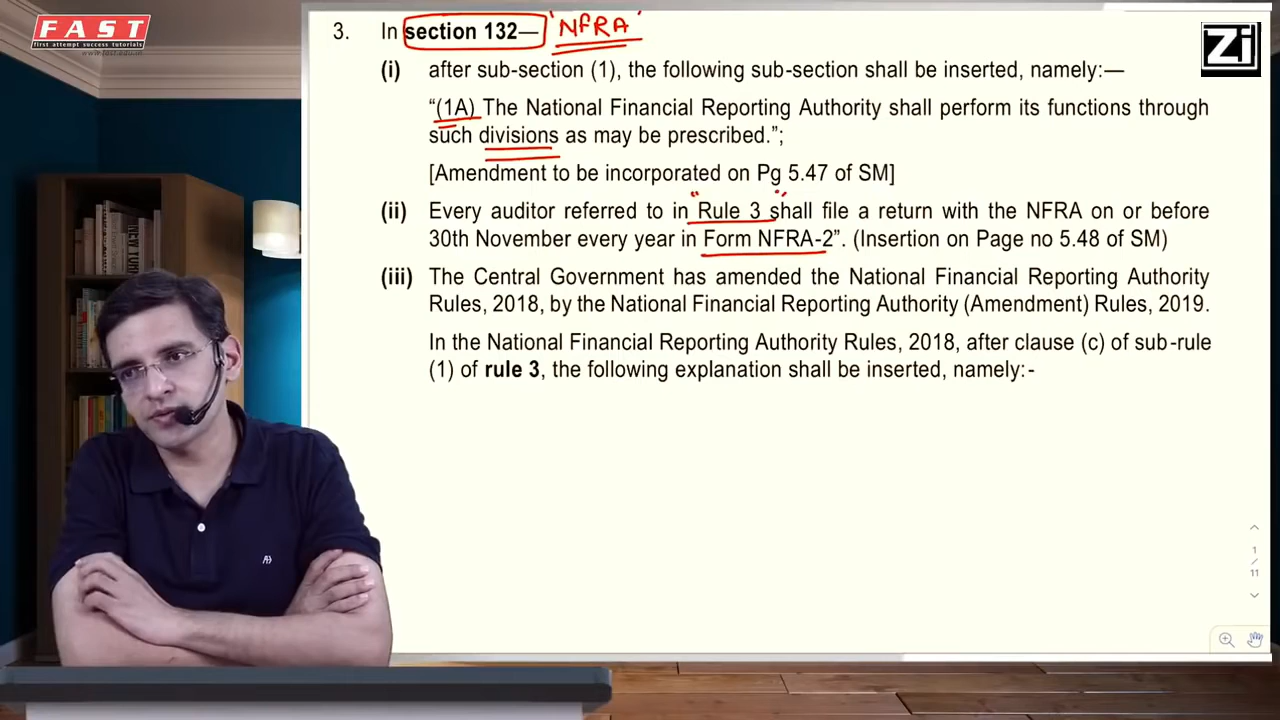 FAST
first attempt success tutorials
www.fast.edu.in
Zi
3. In section 132— 'NFRA'
(i) after sub-section (1), the following sub-section shall be inserted, namely:—
“(1A) The National Financial Reporting Authority shall perform its functions through
such divisions as may be prescribed.”;
[Amendment to be incorporated on Pg 5.47 of SM]
(ii) Every auditor referred to in “Rule 3 shall file a return with the NFRA on or before
30th November every year in Form NFRA-2”. (Insertion on Page no 5.48 of SM)
(iii) The Central Government has amended the National Financial Reporting Authority
Rules, 2018, by the National Financial Reporting Authority (Amendment) Rules, 2019.
In the National Financial Reporting Authority Rules, 2018, after clause (c) of sub-rule
(1) of rule 3, the following explanation shall be inserted, namely:-
1
/
11